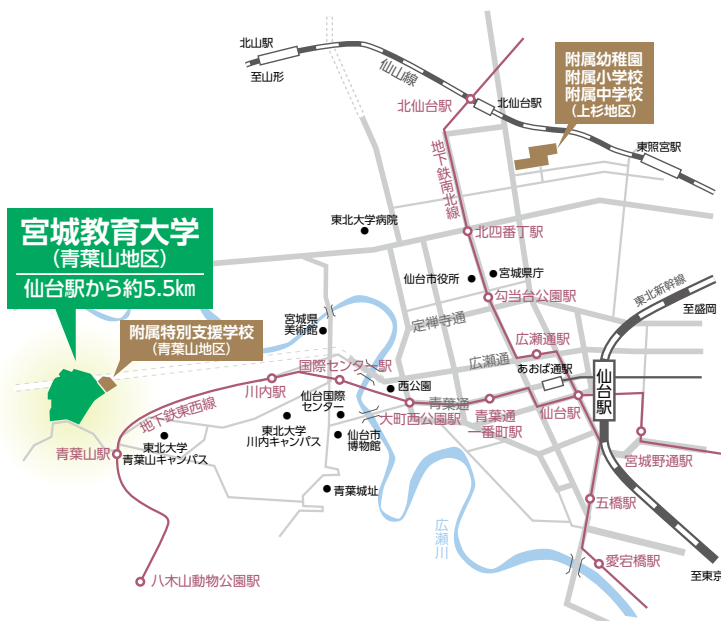 北山駅
至山形
仙山線
北仙台駅
北仙台駅
附属幼稚園
附属小学校
附属中学校
(上杉地区)
東照宮駅
地下鉄南北線
東北大学病院
北四番丁駅
宮城教育大学
(青葉山地区)
仙台駅から約5.5km
仙台市役所
宮城県庁
勾当台公園駅
東北新幹線
至盛岡
宮城県
美術館
定禅寺通
附属特別支援学校
(青葉山地区)
広瀬通駅
広瀬通
あおば通駅
国際センター駅
川内駅
西公園
仙台駅
仙台駅
地下鉄東西線
仙台国際
センター
大町西公園駅
青葉通
青葉通
一番町駅
東北大学
川内キャンパス
仙台市
博物館
東北大学
青葉山キャンパス
青葉山駅
宮城野通駅
青葉城址
五橋駅
広瀬川
愛宕橋駅
至東京
八木山動物公園駅